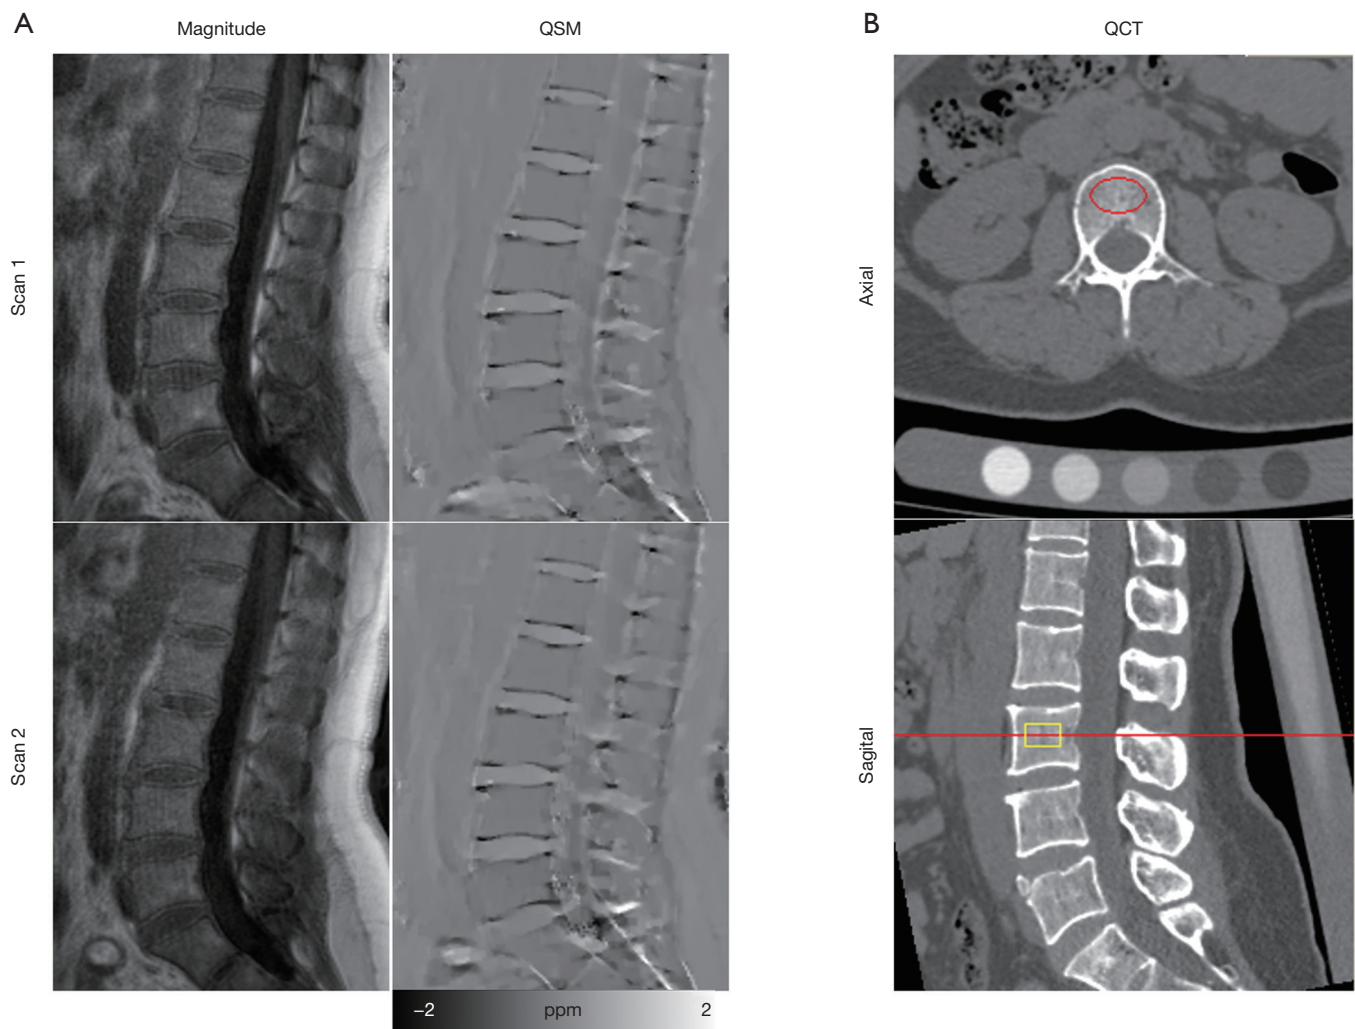 A
Magnitude
QSM
B
QCT
Scan 1
Axial
Scan 2
Sagital
−2 ppm 2